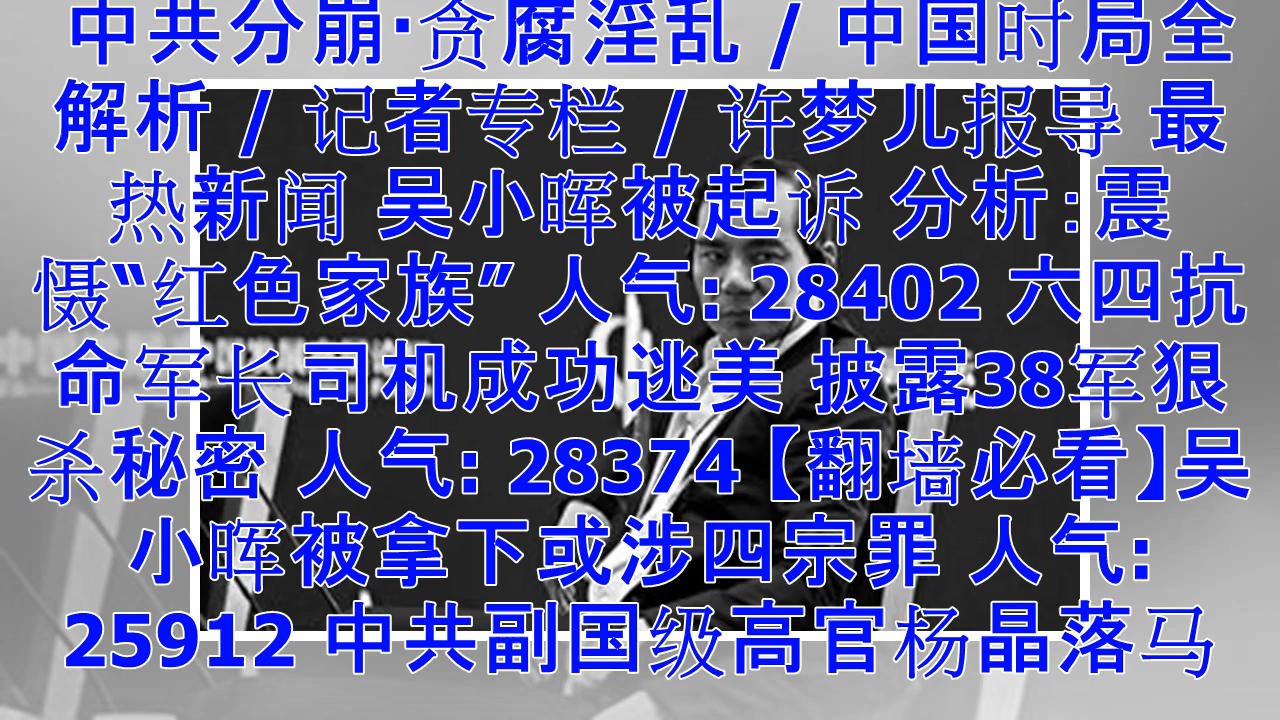 中共分崩·贪腐淫乱 / 中国时局全
解析 / 记者专栏 / 许梦儿报导 最
热新闻 吴小晖被起诉 分析：震
慑“红色家族” 人气: 28402 六四抗
命军长司机成功逃美 披露38军狠
杀秘密 人气: 28374【翻墙必看】吴
小晖被拿下或涉四宗罪 人气:
25912 中共副国级高官杨晶落马